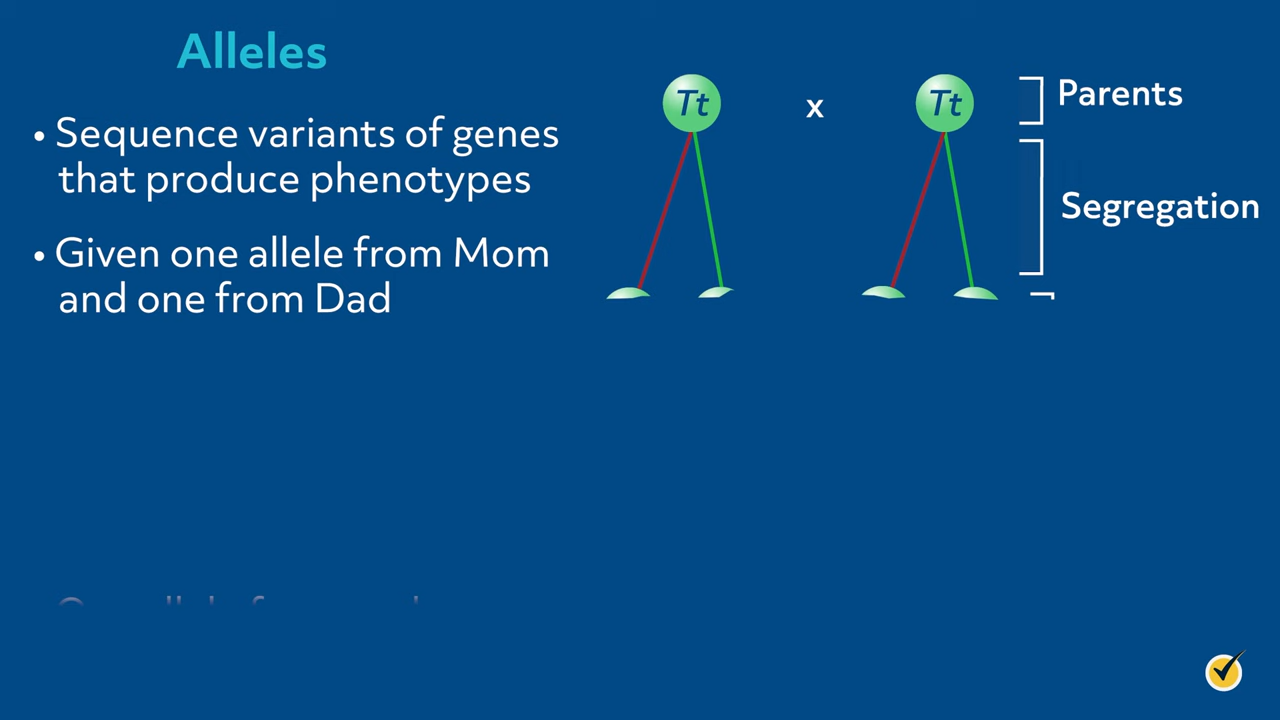 Alleles
• Sequence variants of genes
that produce phenotypes
• Given one allele from Mom
and one from Dad
Tt x Tt
Parents
Segregation